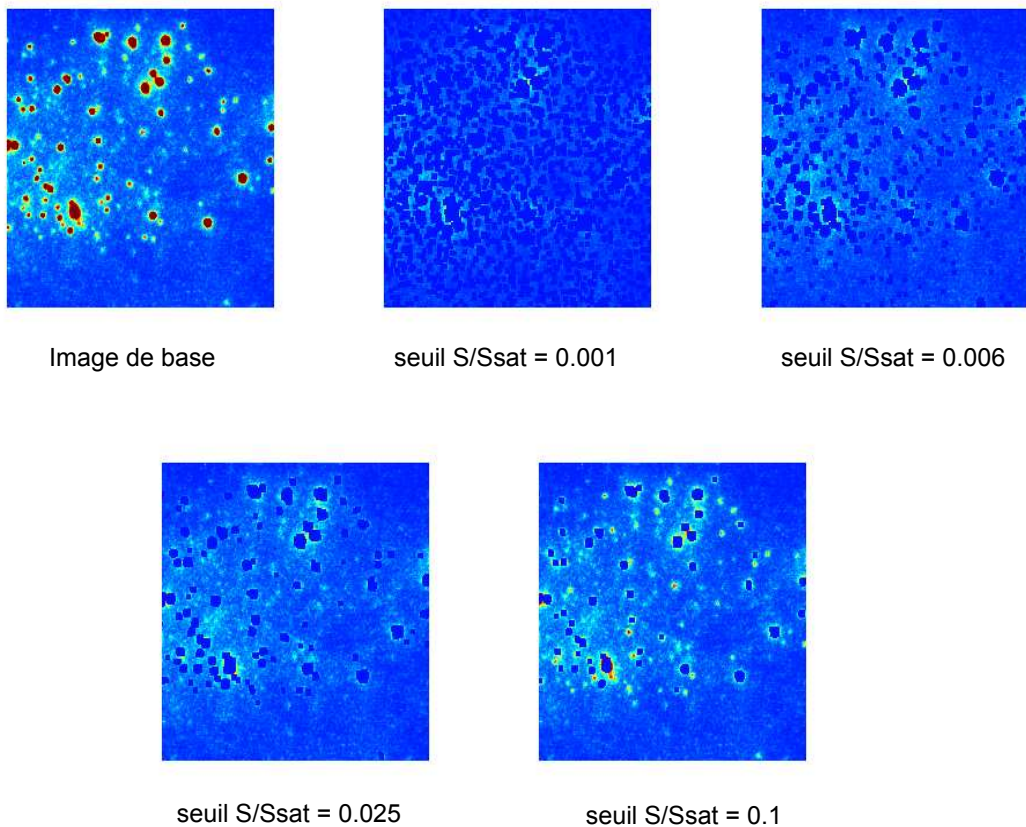 Image de base
seuil S/Ssat = 0.001
seuil S/Ssat = 0.006
seuil S/Ssat = 0.025
seuil S/Ssat = 0.1